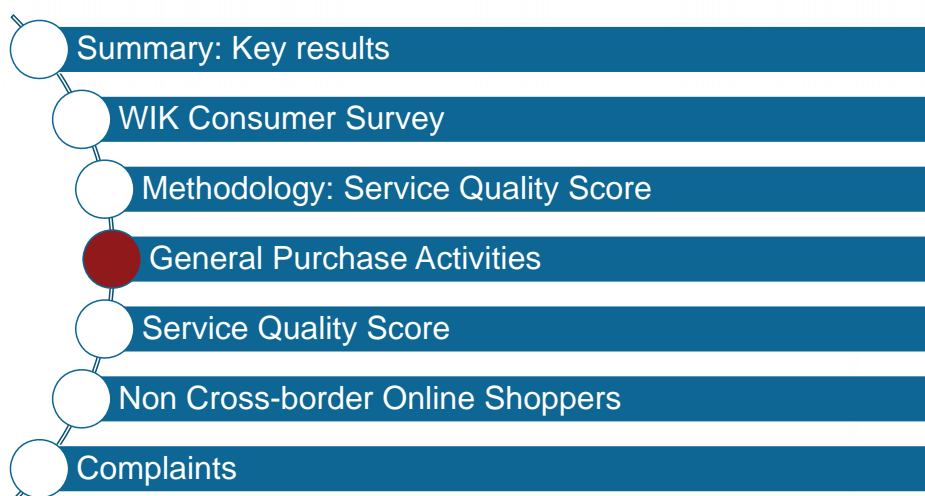 Summary: Key results
WIK Consumer Survey
Methodology: Service Quality Score
General Purchase Activities
Service Quality Score
Non Cross-border Online Shoppers
Complaints